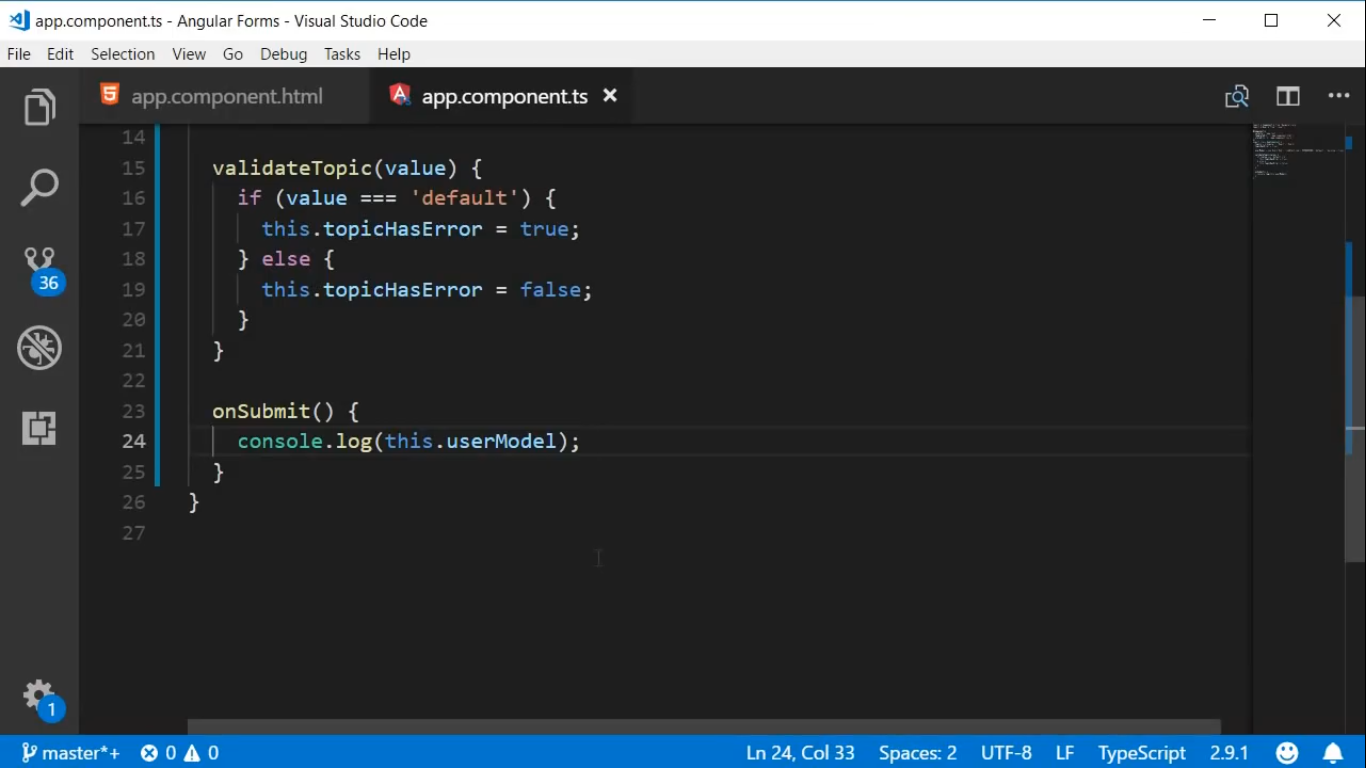 app.component.ts - Angular Forms - Visual Studio Code
File Edit Selection View Go Debug Tasks Help
app.component.html app.component.ts
14
15 validateTopic(value) {
16 if (value === 'default') {
17 this.topicHasError = true;
18 } else {
19 this.topicHasError = false;
20 }
21 }
22
23 onSubmit() {
24 console.log(this.userModel);
25 }
26 }
27
36
1
master*+ 0 0 Ln 24, Col 33 Spaces: 2 UTF-8 LF TypeScript 2.9.1